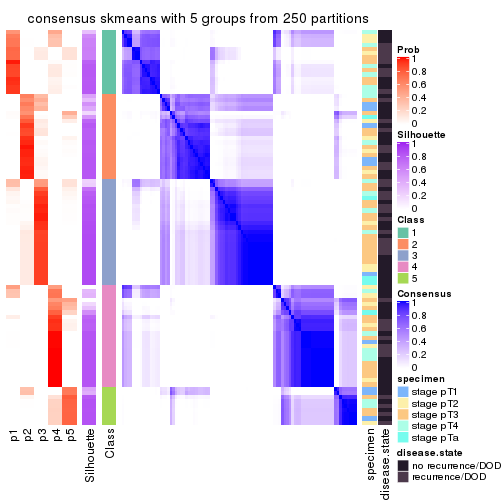 consensus skmeans with 5 groups from 250 partitions
Prob
1
0.8
0.6
0.4
0.2
0
Silhouette
1
0.8
0.6
0.4
0.2
0
Class
1
2
3
4
5
Consensus
1
0.8
0.6
0.4
0.2
0
specimen
stage pT1
stage pT2
stage pT3
stage pT4
stage pTa
disease.state
no recurrence/DOD
recurrence/DOD
p1
p2
p3
p4
p5
Silhouette
Class
specimen
disease.state